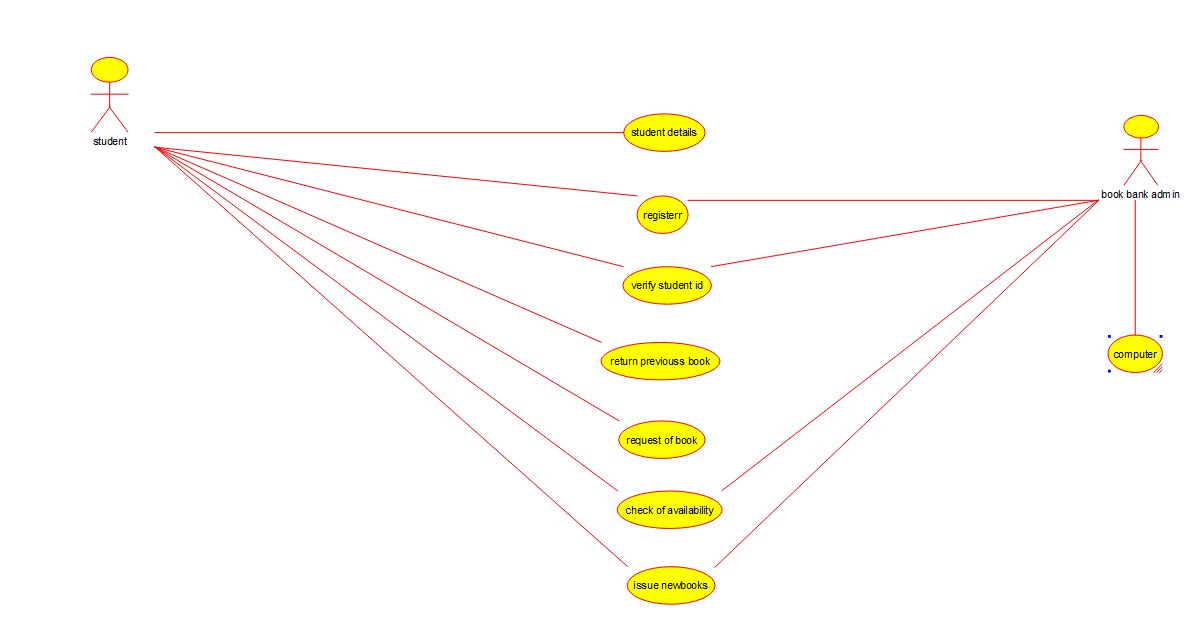 student
student details
book bank admin
registerr
verify student id
return previouss book
computer
request of book
check of availability
issue newbooks